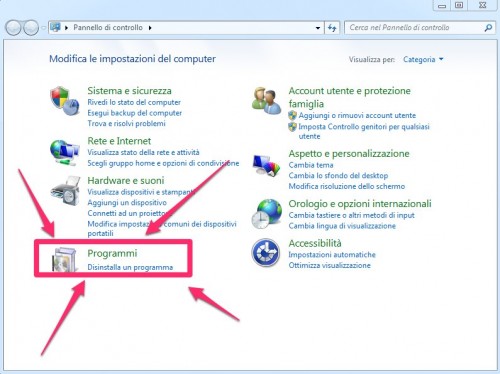 Pannello di controllo
Cerca nel Pannello di controllo
Modifica le impostazioni del computer
Visualizza per: Categoria
Sistema e sicurezza
Rivedi lo stato del computer
Esegui backup del computer
Trova e risolvi problemi
Rete e Internet
Visualizza stato della rete e attività
Scegli gruppo home e opzioni di condivisione
Hardware e suoni
Visualizza dispositivi e stampanti
Aggiungi un dispositivo
Connetti ad un proiettore
Modifica impostazioni comuni dei dispositivi
portatili
Programmi
Disinstalla un programma
Account utente e protezione
famiglia
Aggiungi o rimuovi account utente
Imposta Controllo genitori per qualsiasi
utente
Aspetto e personalizzazione
Cambia tema
Cambia lo sfondo del desktop
Modifica risoluzione dello schermo
Orologio e opzioni internazionali
Cambia tastiere o altri metodi di input
Cambia lingua di visualizzazione
Accessibilità
Impostazioni automatiche
Ottimizza visualizzazione